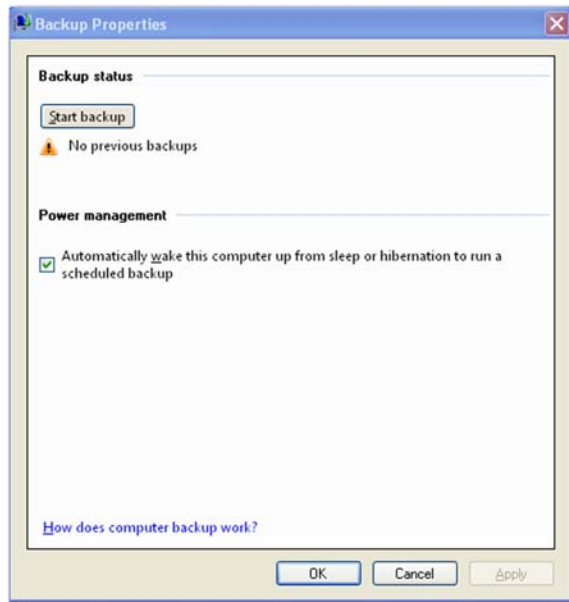 Backup Properties
Backup status
Start backup
No previous backups
Power management
Automatically wake this computer up from sleep or hibernation to run a
scheduled backup
How does computer backup work?
OK Cancel Apply